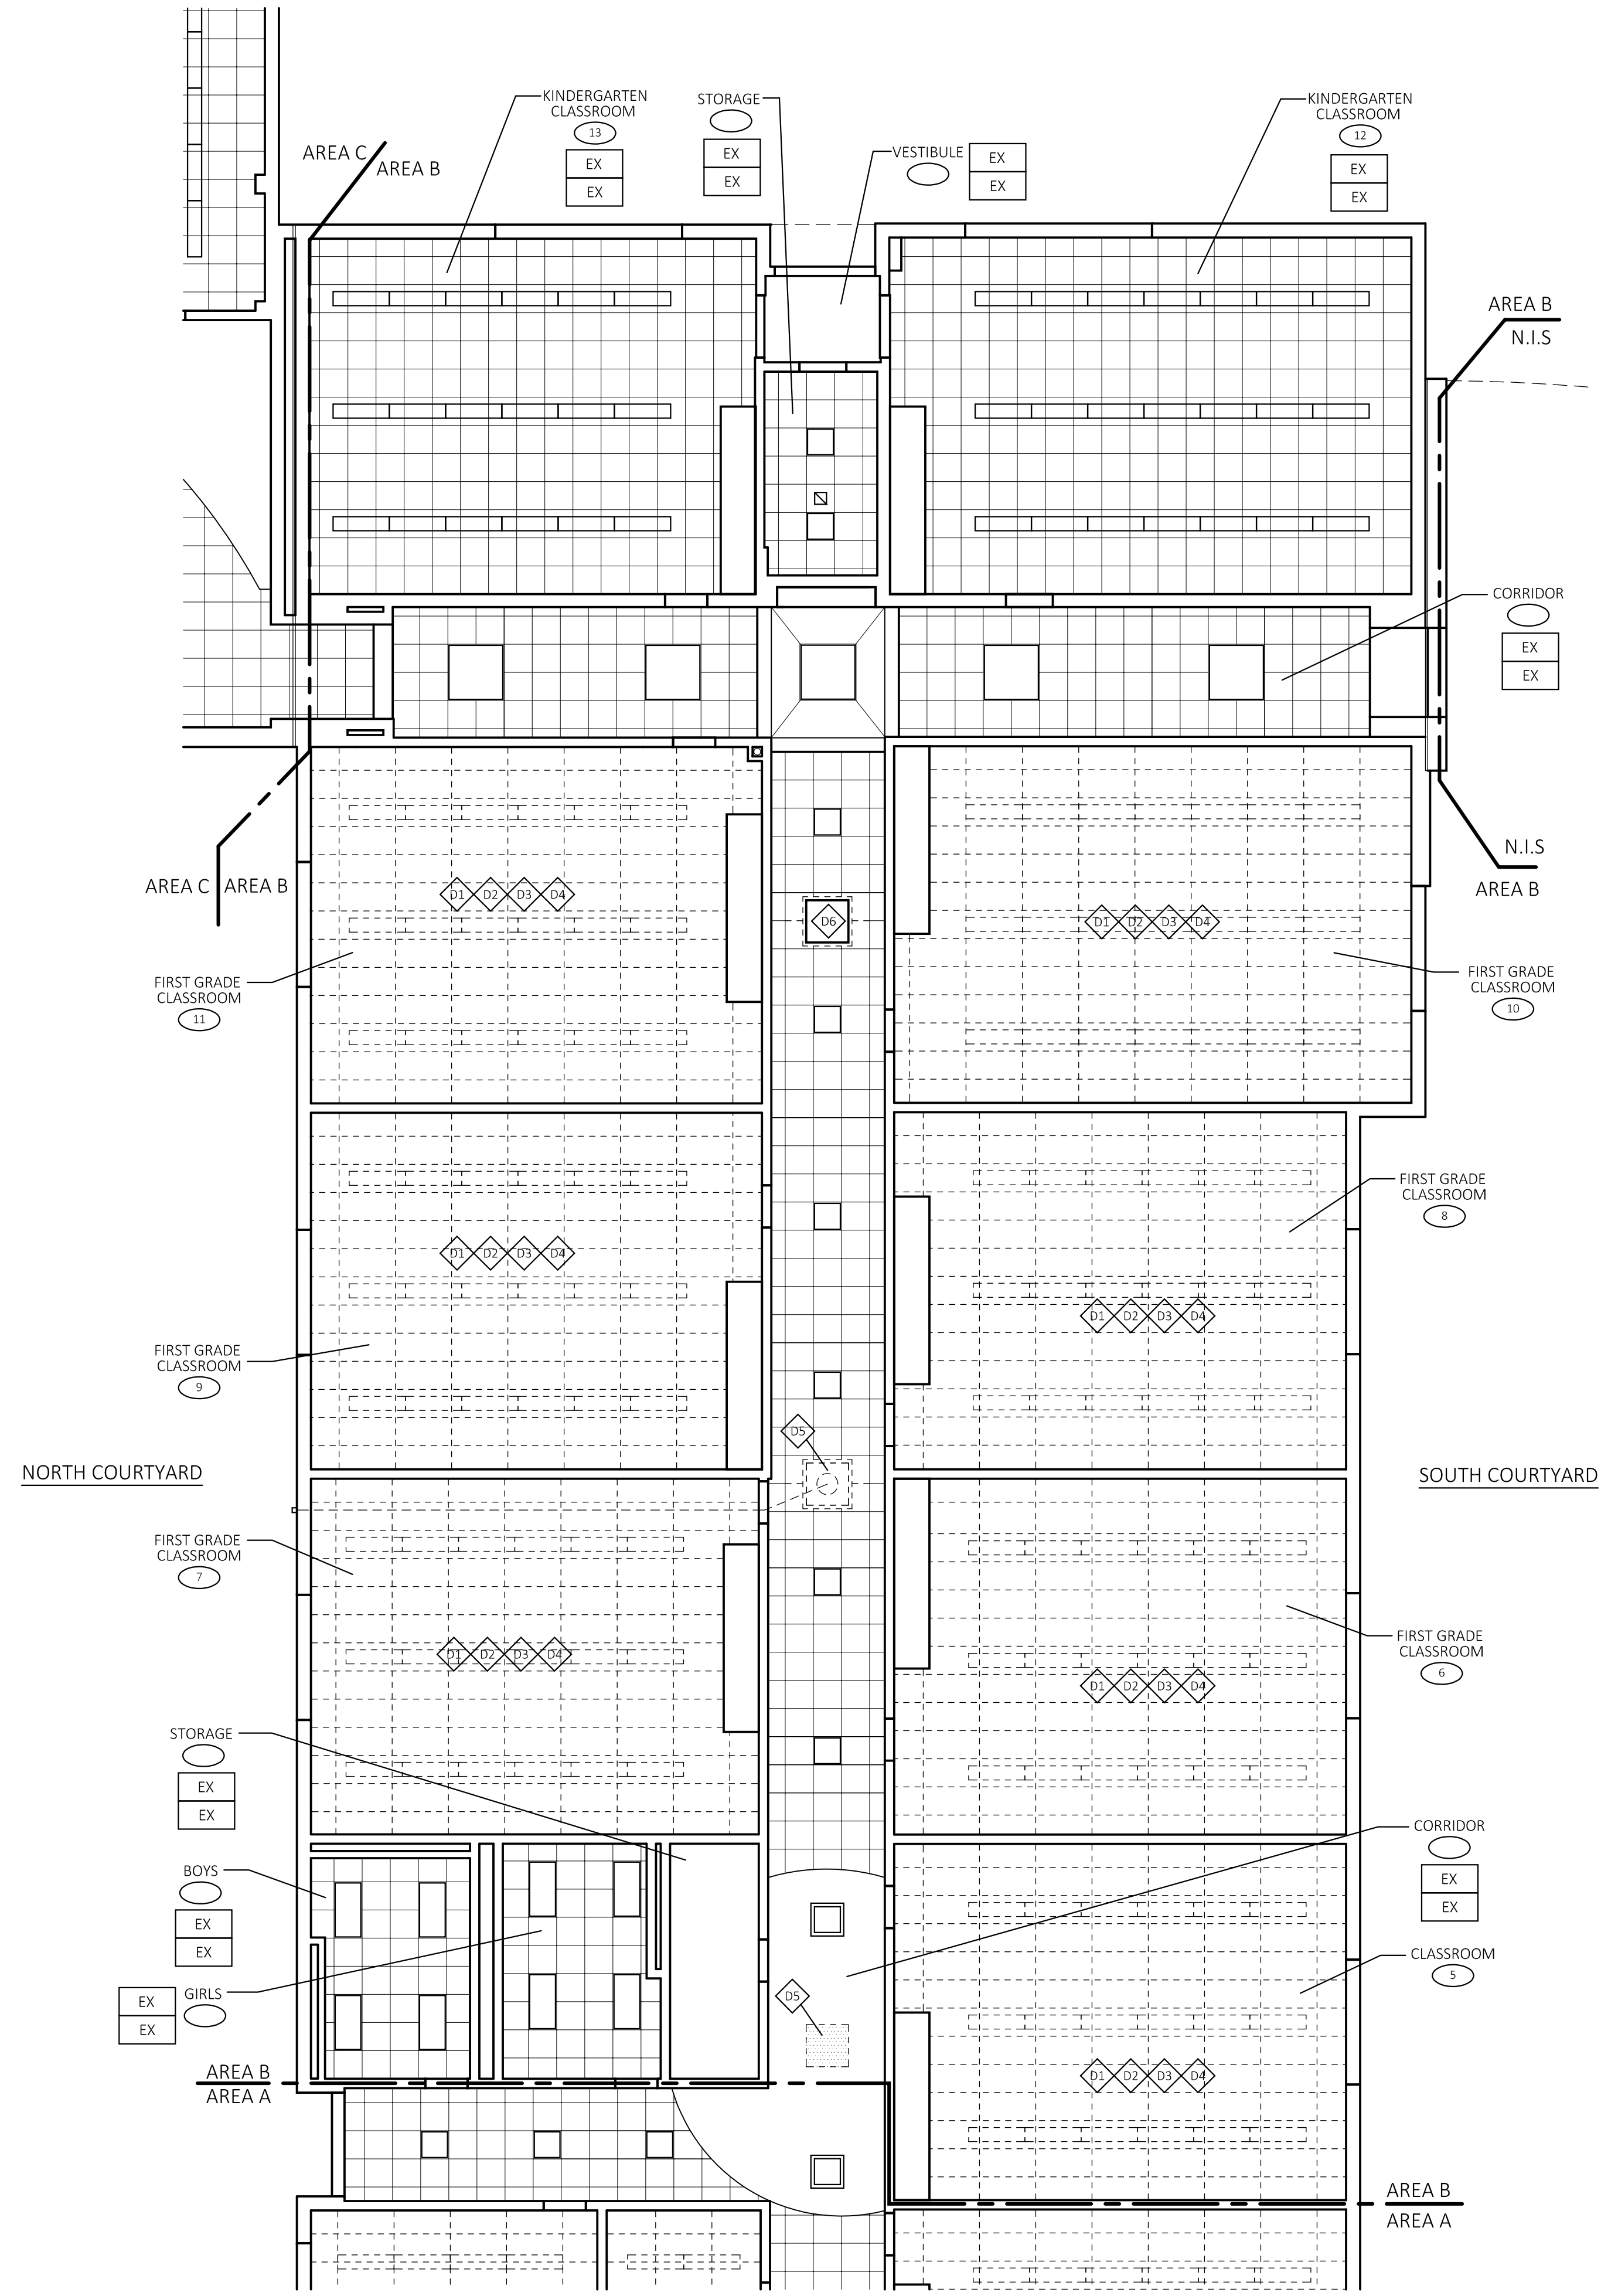 KINDERGARTEN
CLASSROOM
13
EX
EX
STORAGE
EX
EX
VESTIBULE
EX
EX
KINDERGARTEN
CLASSROOM
12
EX
EX
AREA C
AREA B
AREA B
N.I.S
CORRIDOR
EX
EX
N.I.S
AREA B
AREA C
AREA B
D1
D2
D3
D4
D6
D1
D2
D3
D4
FIRST GRADE
CLASSROOM
11
FIRST GRADE
CLASSROOM
10
FIRST GRADE
CLASSROOM
8
D1
D2
D3
D4
D1
D2
D3
D4
FIRST GRADE
CLASSROOM
9
D5
NORTH COURTYARD
SOUTH COURTYARD
FIRST GRADE
CLASSROOM
7
D1
D2
D3
D4
FIRST GRADE
CLASSROOM
6
D1
D2
D3
D4
STORAGE
EX
EX
CORRIDOR
EX
EX
BOYS
EX
EX
CLASSROOM
5
GIRLS
EX
EX
D5
D1
D2
D3
D4
AREA B
AREA A
AREA B
AREA A